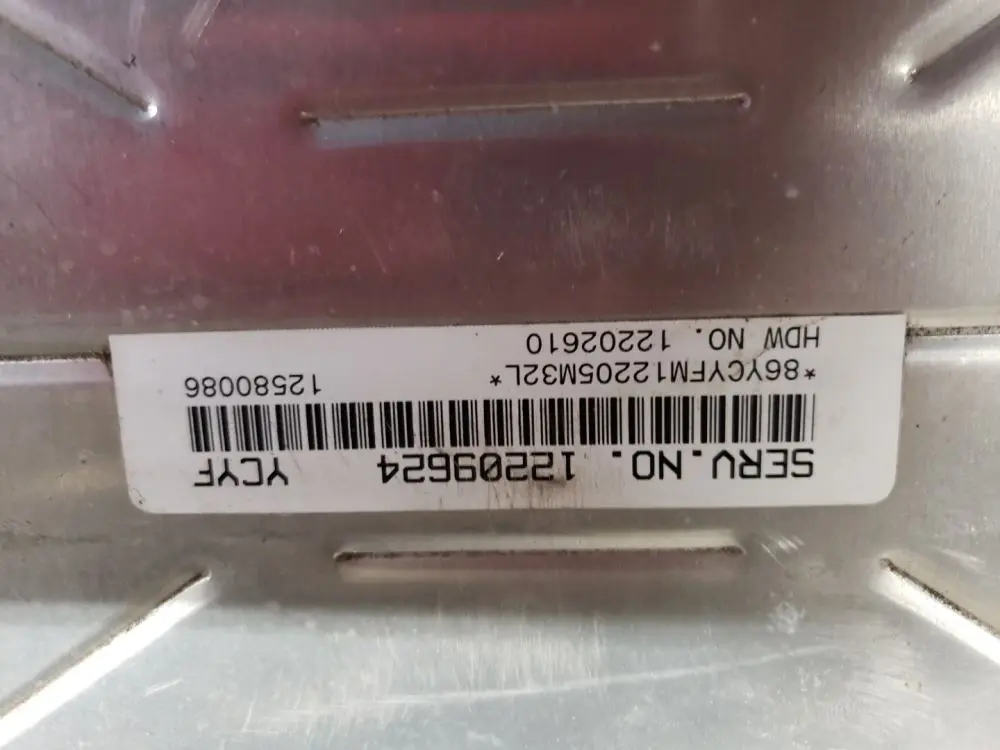 SERV.NO. 12209624 YCYF
*86YCYFM12205M32L* 12580086
HDW NO. 12202610